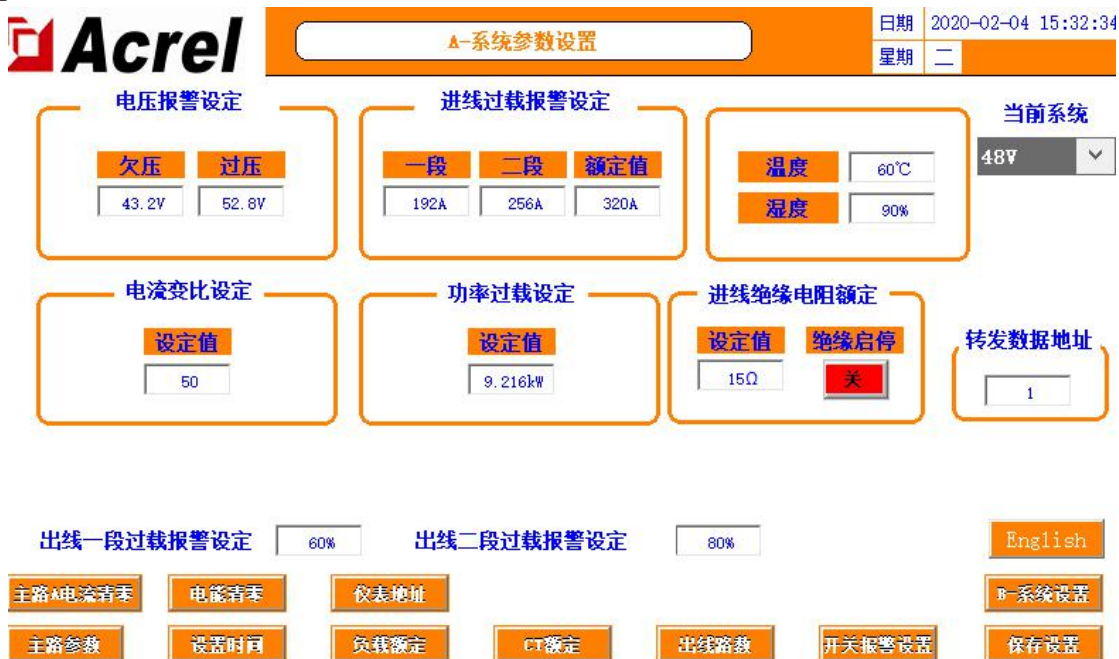 Acrel
A-系统参数设置
日期 2020-02-04 15:32:34
星期 二
电压报警设定
欠压 过压
43.2V 52.8V
进线过载报警设定
一段 二段 额定值
192A 256A 320A
温度 60℃
湿度 90%
当前系统
48V
电流变比设定
设定值
50
功率过载设定
设定值
9.216kW
进线绝缘电阻额定
设定值 绝缘启停
15Ω 关
转发数据地址
1
出线一段过载报警设定 60% 出线二段过载报警设定 80%
English
主路A电流清零 电能清零 仪表地址 B-系统设置
主路参数 设置时间 负载额定 CT额定 出线路数 开关报警设置 保存设置